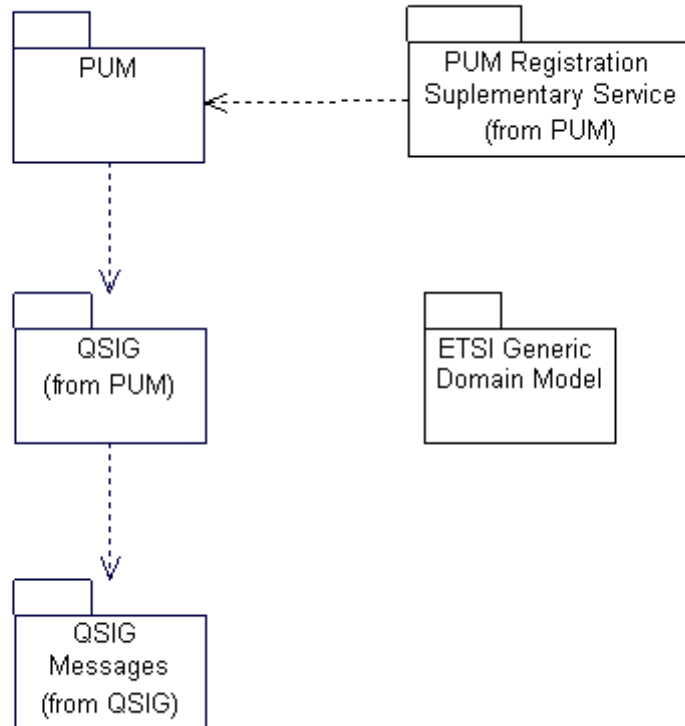 PUM
PUM Registration
Suplementary Service
(from PUM)
QSIG
(from PUM)
ETSI Generic
Domain Model
QSIG
Messages
(from QSIG)